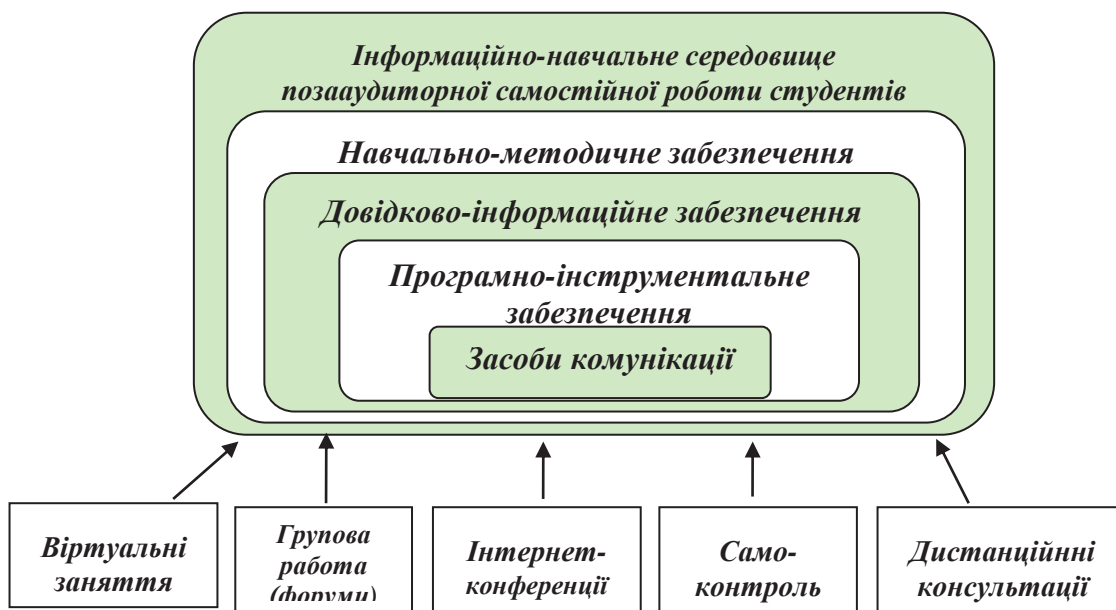 Інформаційно-навчальне середовище
позааудиторної самостійної роботи студентів
Навчально-методичне забезпечення
Довідково-інформаційне забезпечення
Програмно-інструментальне
забезпечення
Засоби комунікації
Віртуальні
заняття
Групова
работа
(форуми)
Інтернет-
конференції
Само-
контроль
Дистанційнні
консультації